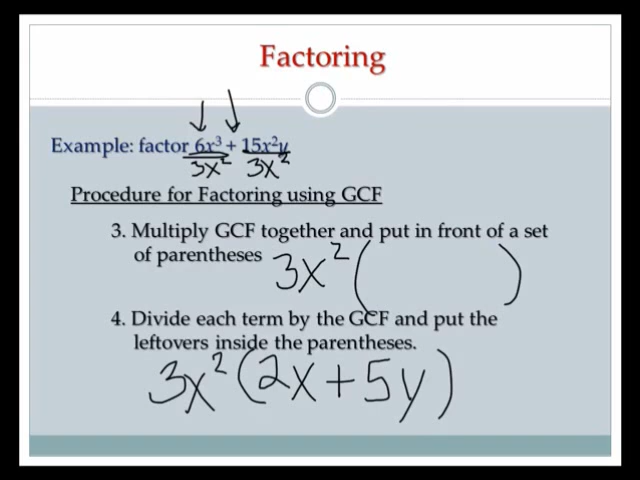 Factoring
Example: factor 6x³ + 15x²y
3x² 3x²
Procedure for Factoring using GCF
3. Multiply GCF together and put in front of a set
of parentheses 3x² ( )
4. Divide each term by the GCF and put the
leftovers inside the parentheses.
3x² (2x + 5y)